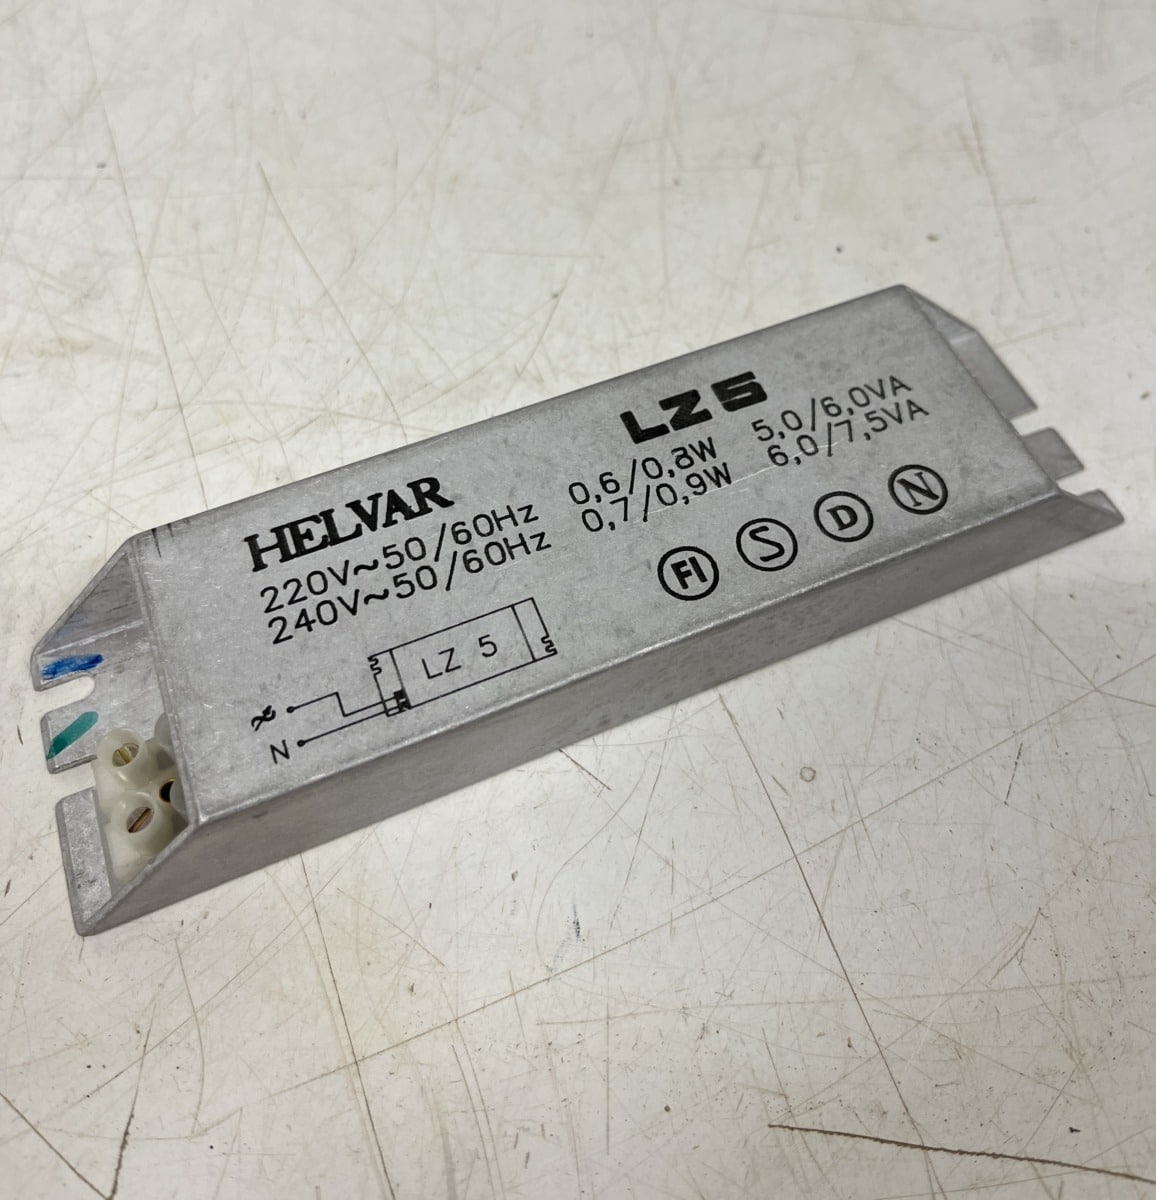 LZ5
HELVAR
220V~50/60Hz 0,6/0,8W 5,0/6,0VA
240V~50/60Hz 0,7/0,9W 6,0/7,5VA
FI S D N
LZ 5
N